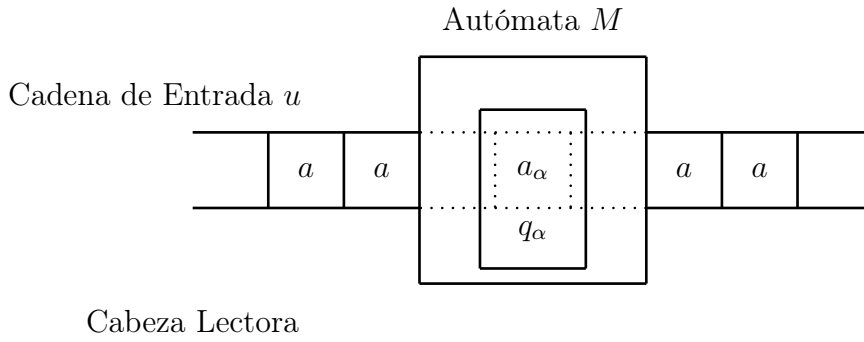 Autómata M
Cadena de Entrada u
a a a_α a a
q_α
Cabeza Lectora